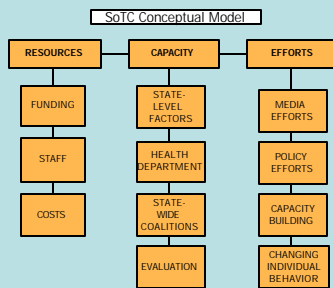 SoTC Conceptual Model
RESOURCES
CAPACITY
EFFORTS
FUNDING
STAFF
COSTS
STATE-
LEVEL
FACTORS
HEALTH
DEPARTMENT
STATE-
WIDE
COALITIONS
EVALUATION
MEDIA
EFFORTS
POLICY
EFFORTS
CAPACITY
BUILDING
CHANGING
INDIVIDUAL
BEHAVIOR